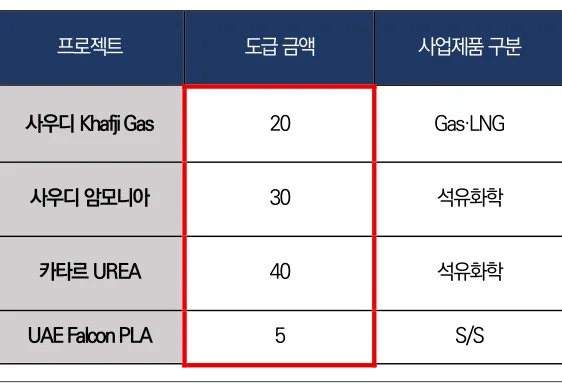 프로젝트 도급 금액 사업제품 구분
사우디 Khafji Gas 20 Gas·LNG
사우디 암모니아 30 석유화학
카타르 UREA 40 석유화학
UAE Falcon PLA 5 S/S